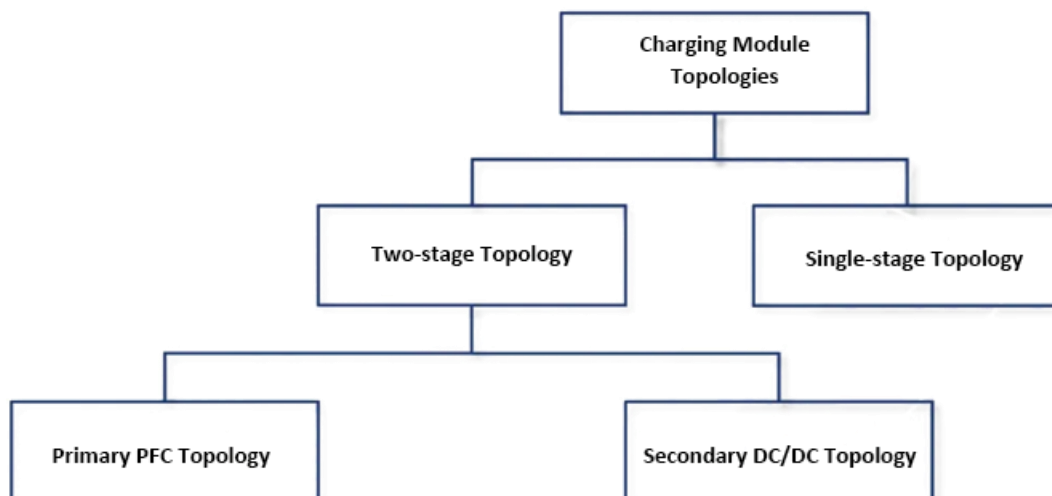 Charging Module
Topologies
Two-stage Topology
Single-stage Topology
Primary PFC Topology
Secondary DC/DC Topology